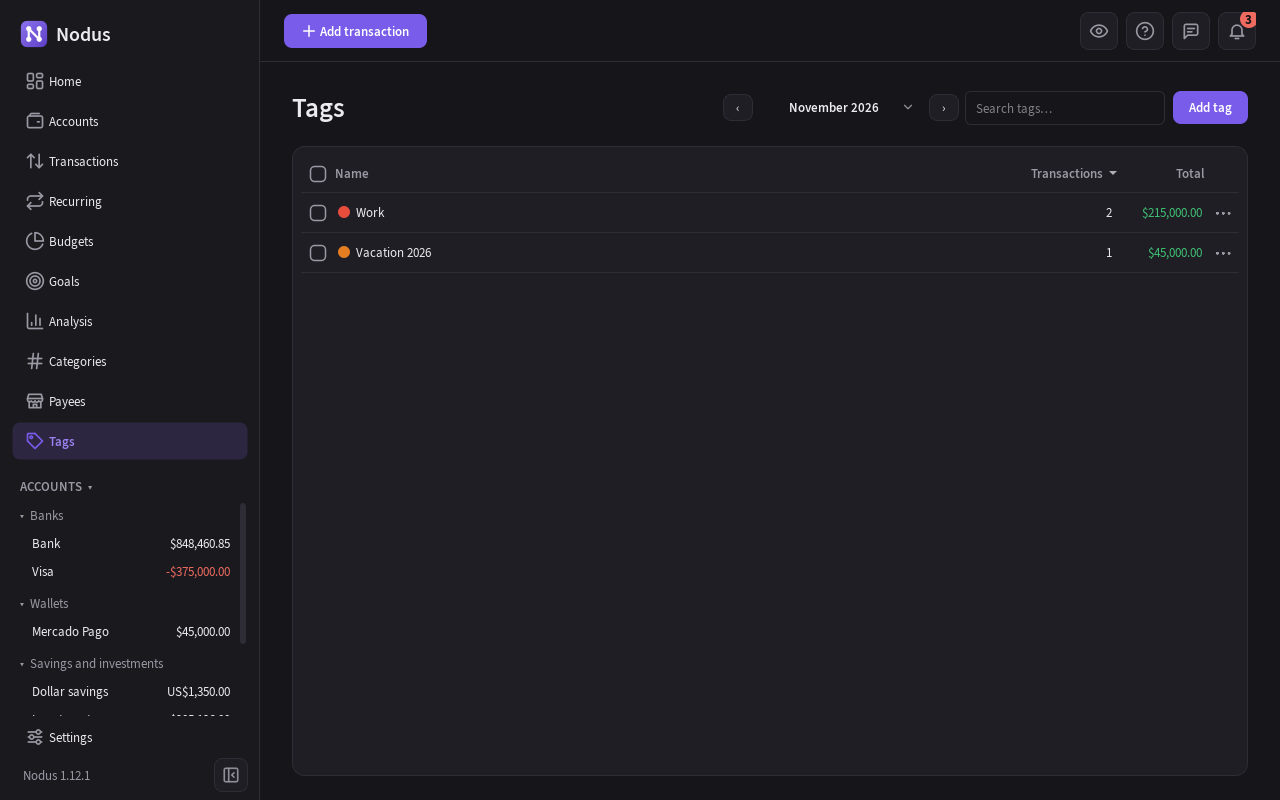 Nodus
Home
Accounts
Transactions
Recurring
Budgets
Goals
Analysis
Categories
Payees
Tags
ACCOUNTS
Banks
Bank $848,460.85
Visa -$375,000.00
Wallets
Mercado Pago $45,000.00
Savings and investments
Dollar savings US$1,350.00
Settings
Nodus 1.12.1
Add transaction
3
Tags
November 2026
Search tags...
Add tag
Name Transactions Total
Work 2 $215,000.00
Vacation 2026 1 $45,000.00